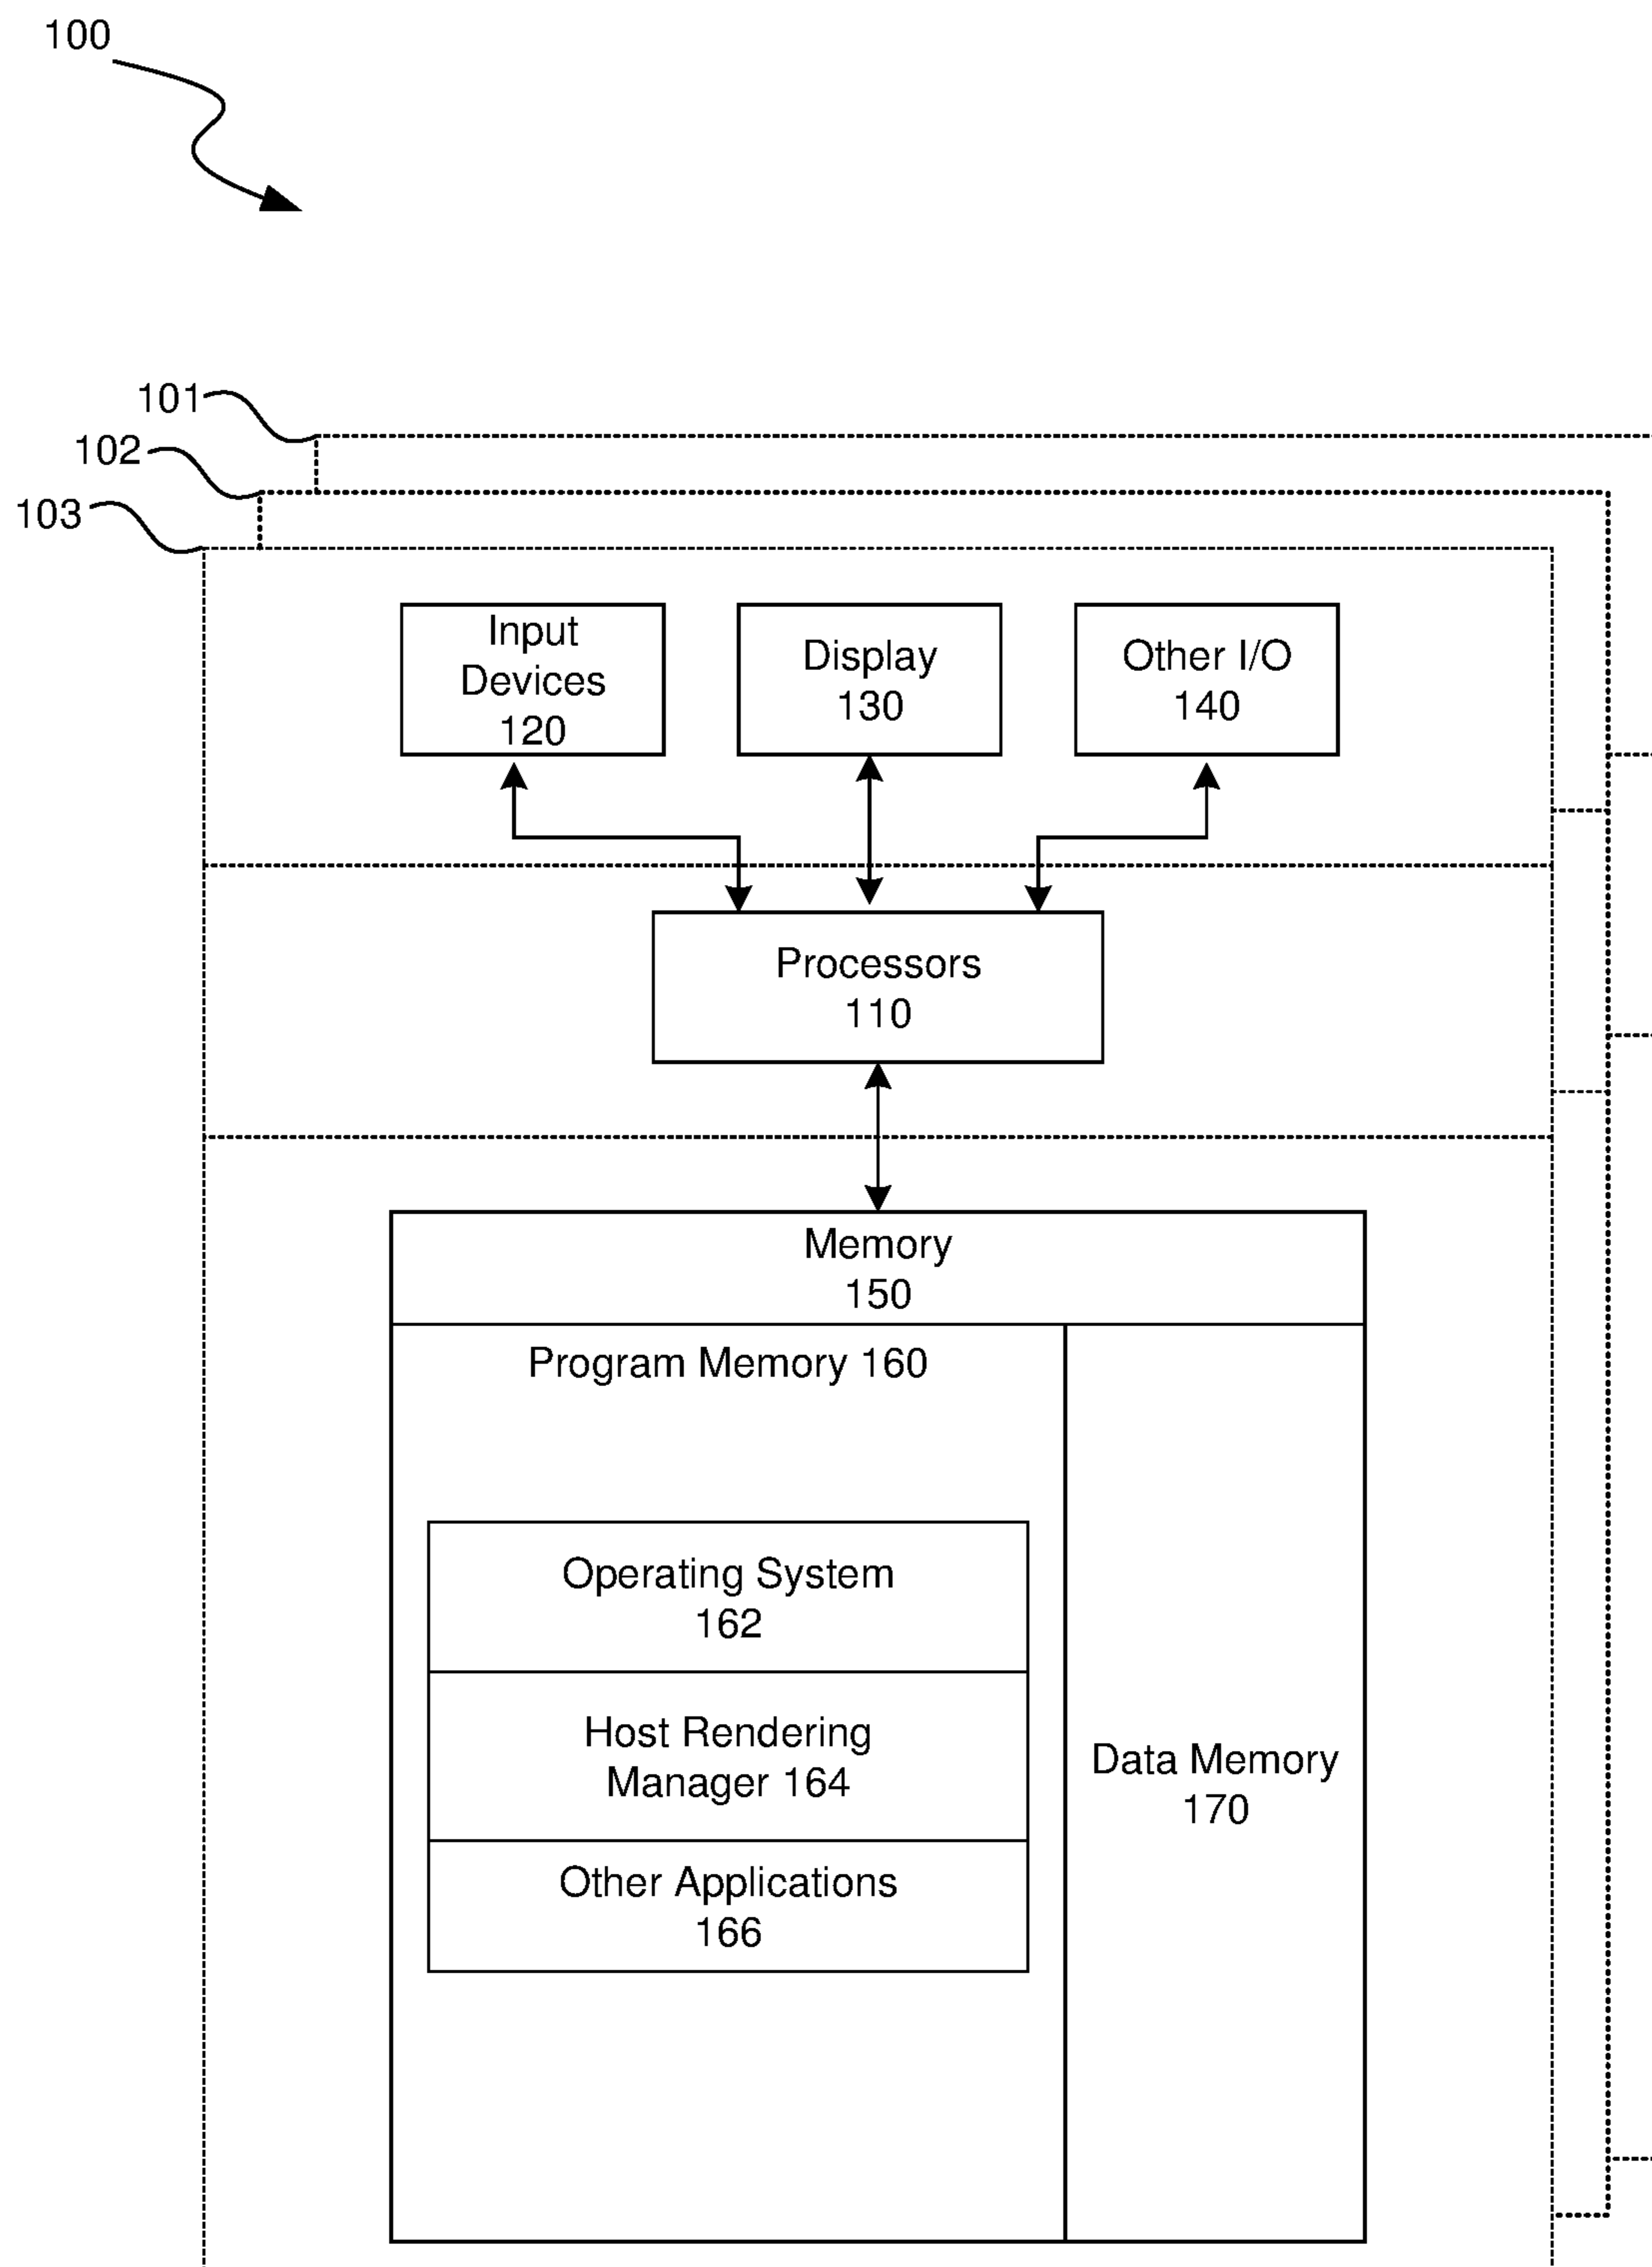 100
101
102
103
Input
Devices
120
Display
130
Other I/O
140
Processors
110
Memory
150
Program Memory 160
Operating System
162
Host Rendering
Manager 164
Other Applications
166
Data Memory
170